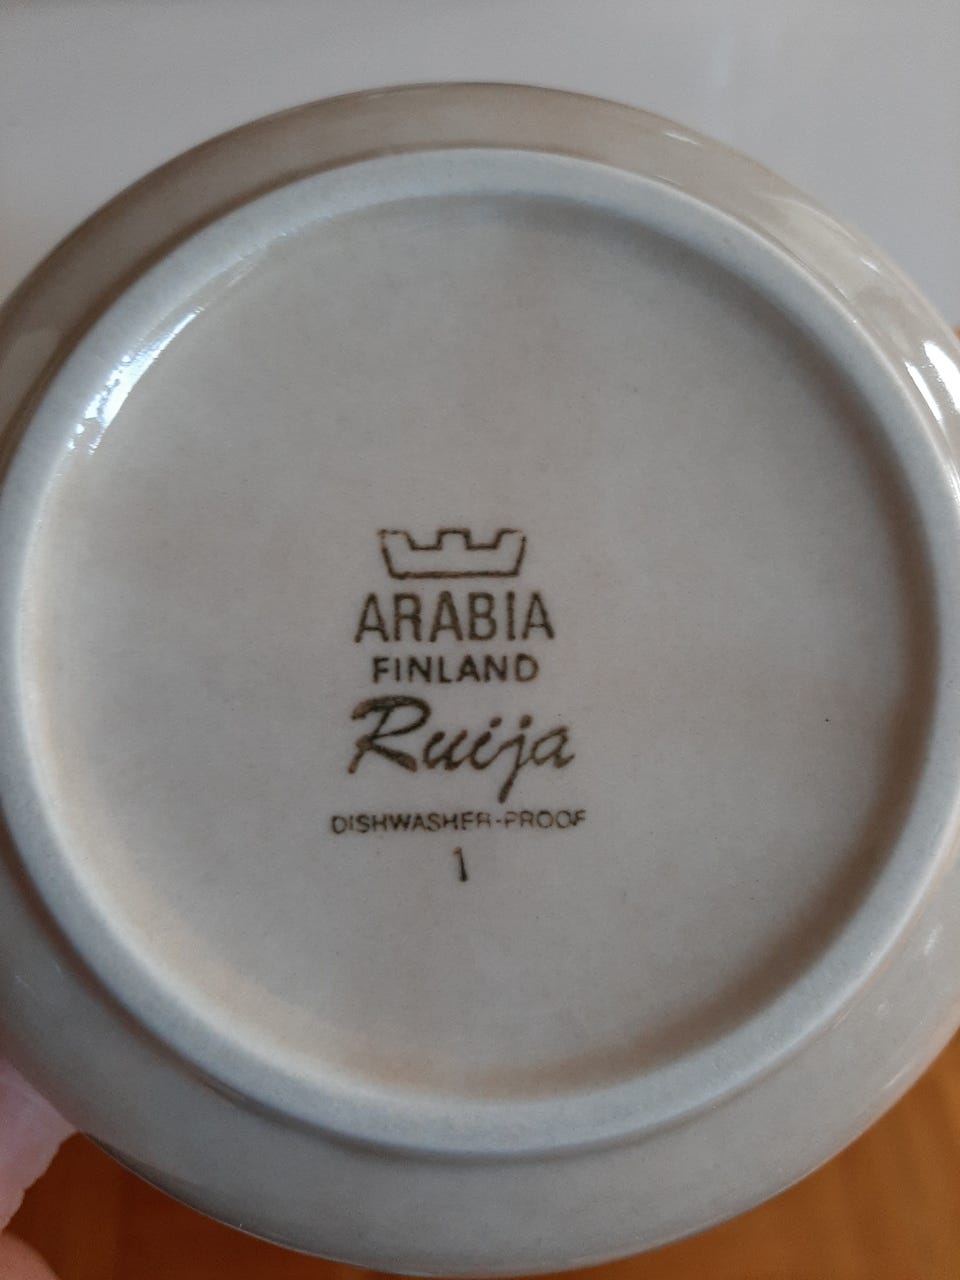 ARABIA
FINLAND
Ruija
DISHWASHER-PROOF
1